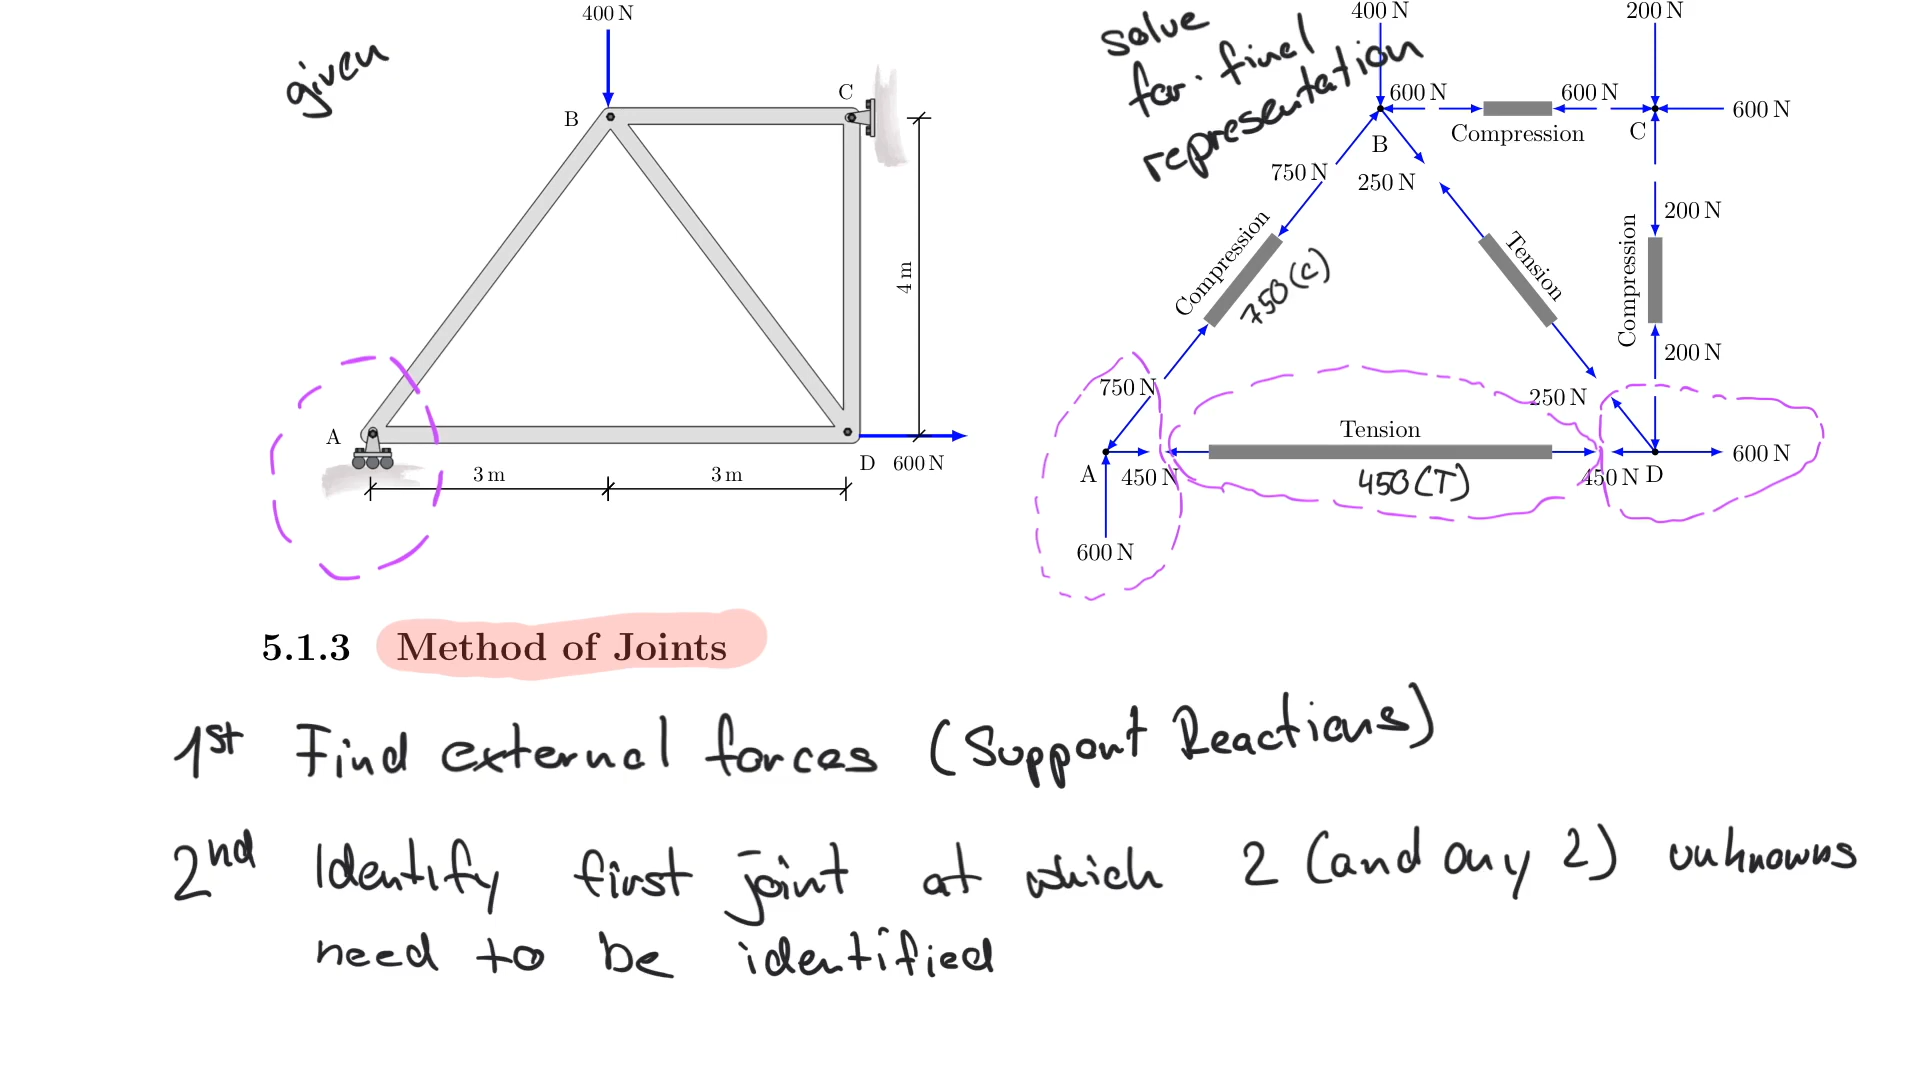 given
400 N
B
C
4 m
A
3 m
3 m
D
600 N
solve
for final
representation
400 N
200 N
600 N
600 N
600 N
B
Compression
C
750 N
250 N
200 N
Compression
750 (C)
Tension
Compression
200 N
750 N
250 N
Tension
A
450 N
450 (T)
450 N
D
600 N
600 N
5.1.3 Method of Joints
1st Find external forces (Support Reactions)
2nd Identify first joint at which 2 (and only 2) unknowns
need to be identified